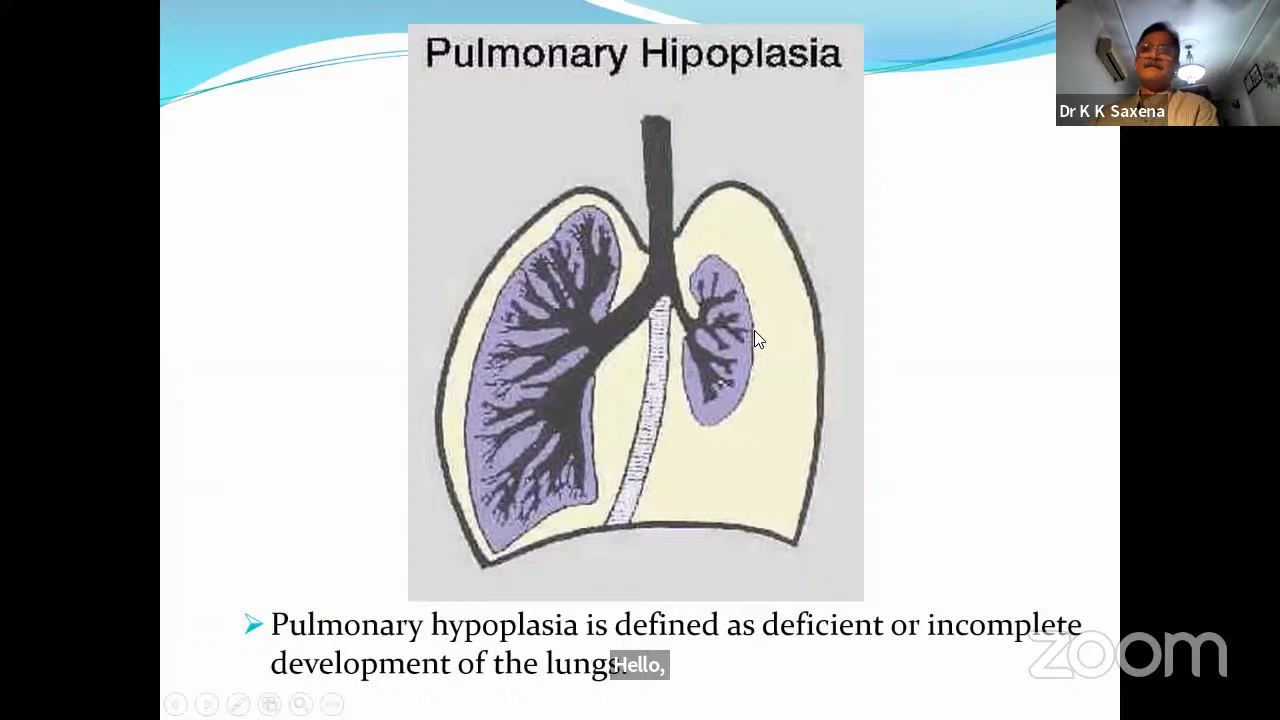 Pulmonary Hipoplasia
Dr K K Saxena
Pulmonary hypoplasia is defined as deficient or incomplete
development of the lungs.
Hello,
zoom